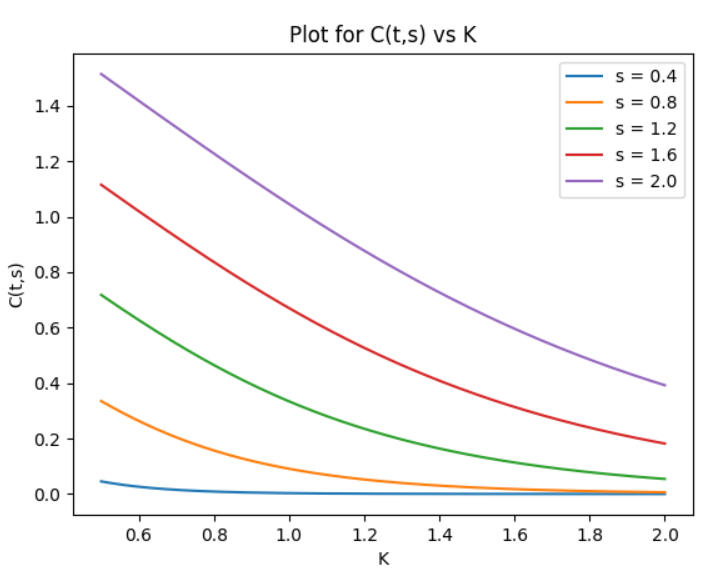 Plot for C(t,s) vs K
s = 0.4
s = 0.8
s = 1.2
s = 1.6
s = 2.0
C(t,s)
1.4
1.2
1.0
0.8
0.6
0.4
0.2
0.0
0.6 0.8 1.0 1.2 1.4 1.6 1.8 2.0
K